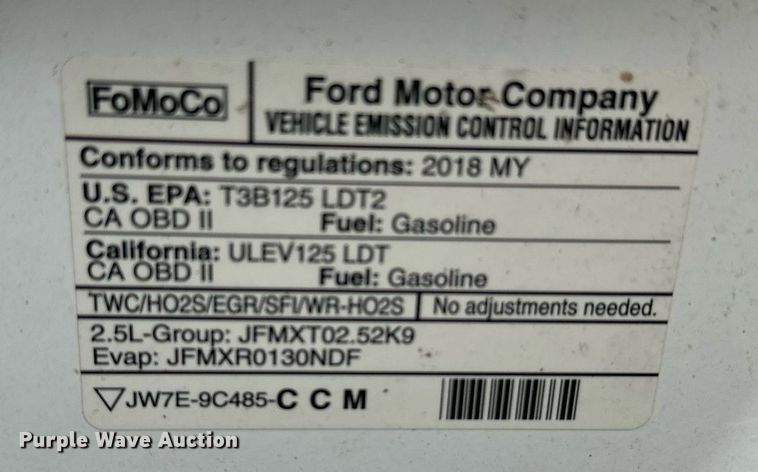 FoMoCo
Ford Motor Company
VEHICLE EMISSION CONTROL INFORMATION
Conforms to regulations: 2018 MY
U.S. EPA: T3B125 LDT2
CA OBD II Fuel: Gasoline
California: ULEV125 LDT
CA OBD II Fuel: Gasoline
TWC/HO2S/EGR/SFI/WR-HO2S No adjustments needed.
2.5L-Group: JFMXT02.52K9
Evap: JFMXR0130NDF
JW7E-9C485-C C M
Purple Wave Auction